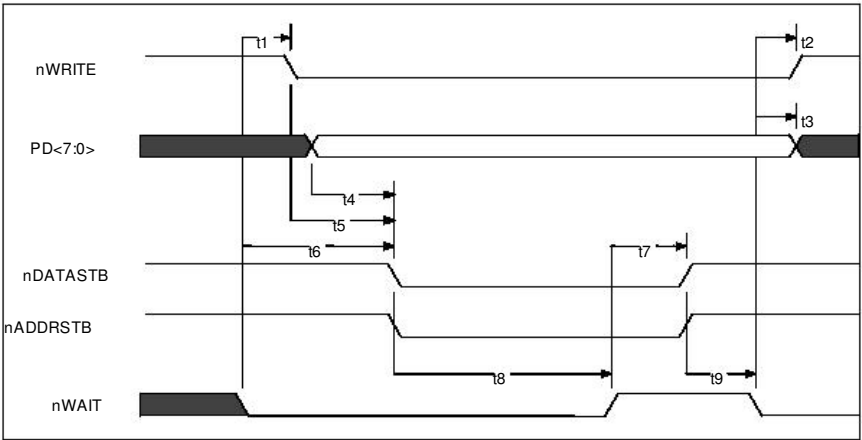 t1
t2
nWRITE
t3
PD<7:0>
t4
t5
t6
t7
nDATASTB
nADDRSTB
t8
t9
nWAIT